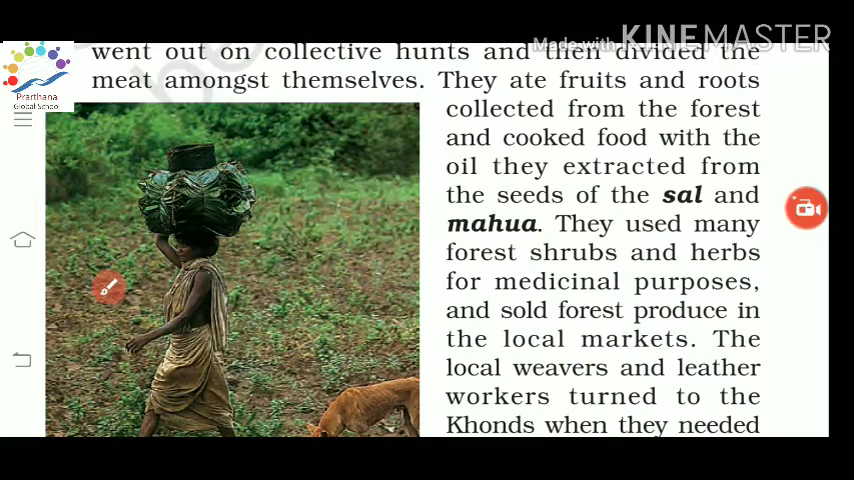 Made with KINEMASTER
Prarthana
Global School
went out on collective hunts and then divided the
meat amongst themselves. They ate fruits and roots
collected from the forest
and cooked food with the
oil they extracted from
the seeds of the sal and
mahua. They used many
forest shrubs and herbs
for medicinal purposes,
and sold forest produce in
the local markets. The
local weavers and leather
workers turned to the
Khonds when they needed